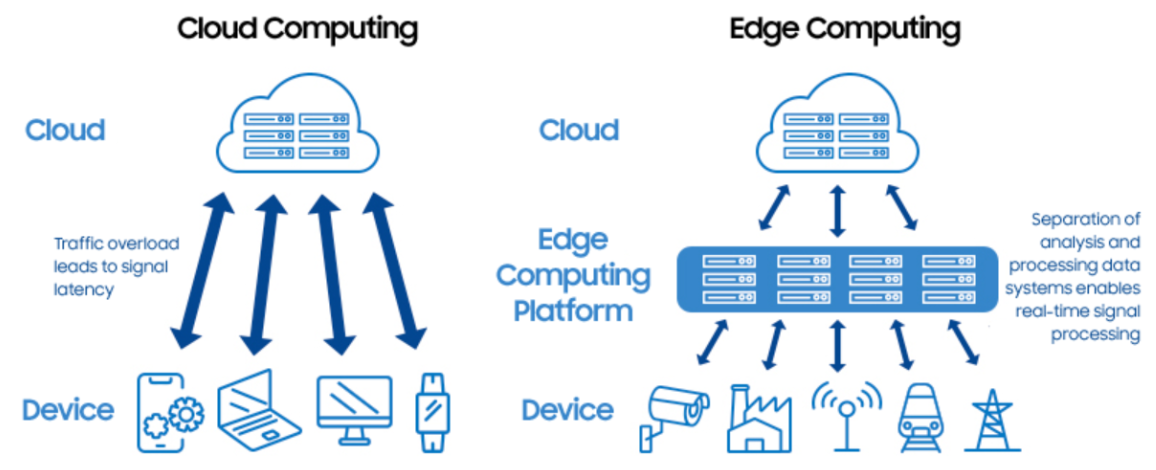 Cloud Computing
Cloud
Traffic overload
leads to signal
latency
Device
Edge Computing
Cloud
Edge
Computing
Platform
Separation of
analysis and
processing data
systems enables
real-time signal
processing
Device